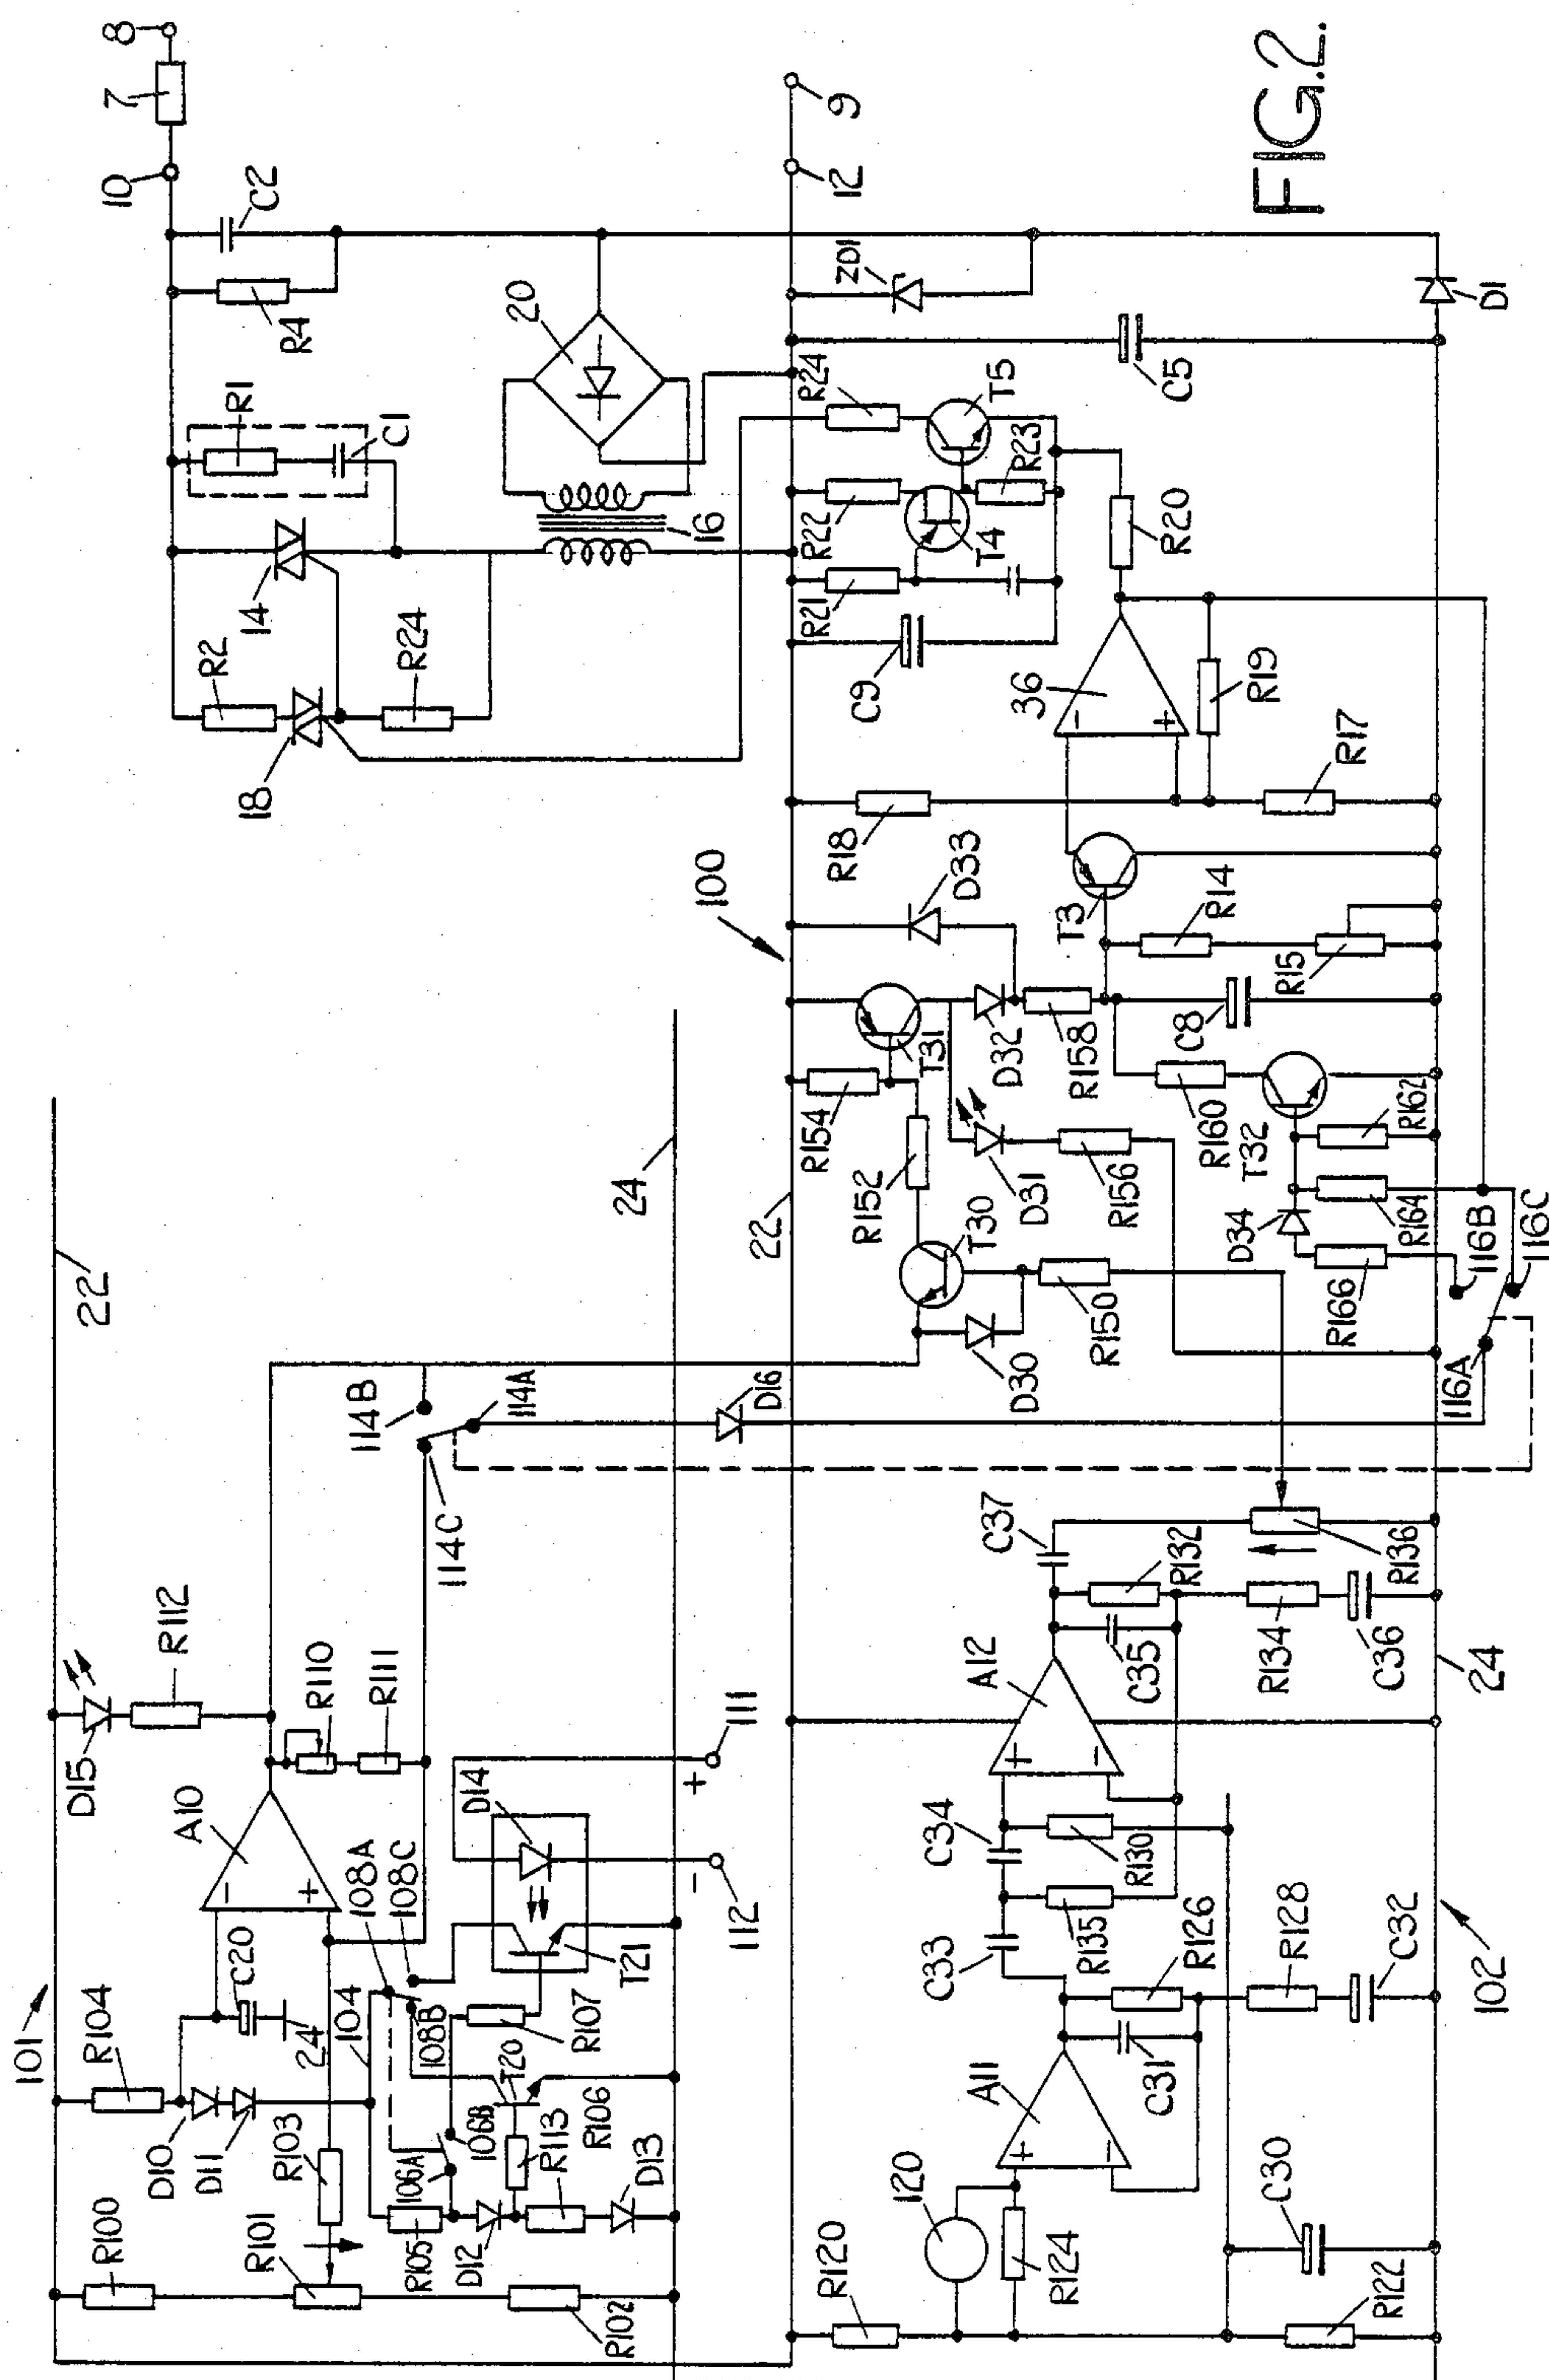 8
7
10
C2
R4
R1
C1
14
R2
18
R24
20
16
9
12
FIG.2.
ZD1
D1
C5
R24
T5
R23
R22
T4
R21
C9
R20
36
-
+
R19
R17
R18
100
D33
T3
R14
R15
T31
D32
R158
C8
R154
R160
T32
R162
R152
D31
R156
D34
R164
22
T30
R150
R166
116B
116C
D30
116A
22
24
114B
114A
D16
114C
C37
R132
R136
A12
C35
R134
C36
24
D15
R112
A10
R110
R111
D14
111
+
-
112
108A
108C
T21
+
-
C34
R130
C33
R135
R126
R128
C32
102
101
R104
C20
24
104
108B
R107
-
+
D10
D11
R103
T20
106B
R106
106A
R113
D13
R100
R101
R105
D12
R102
A11
C31
+
-
120
R120
R124
C30
R122